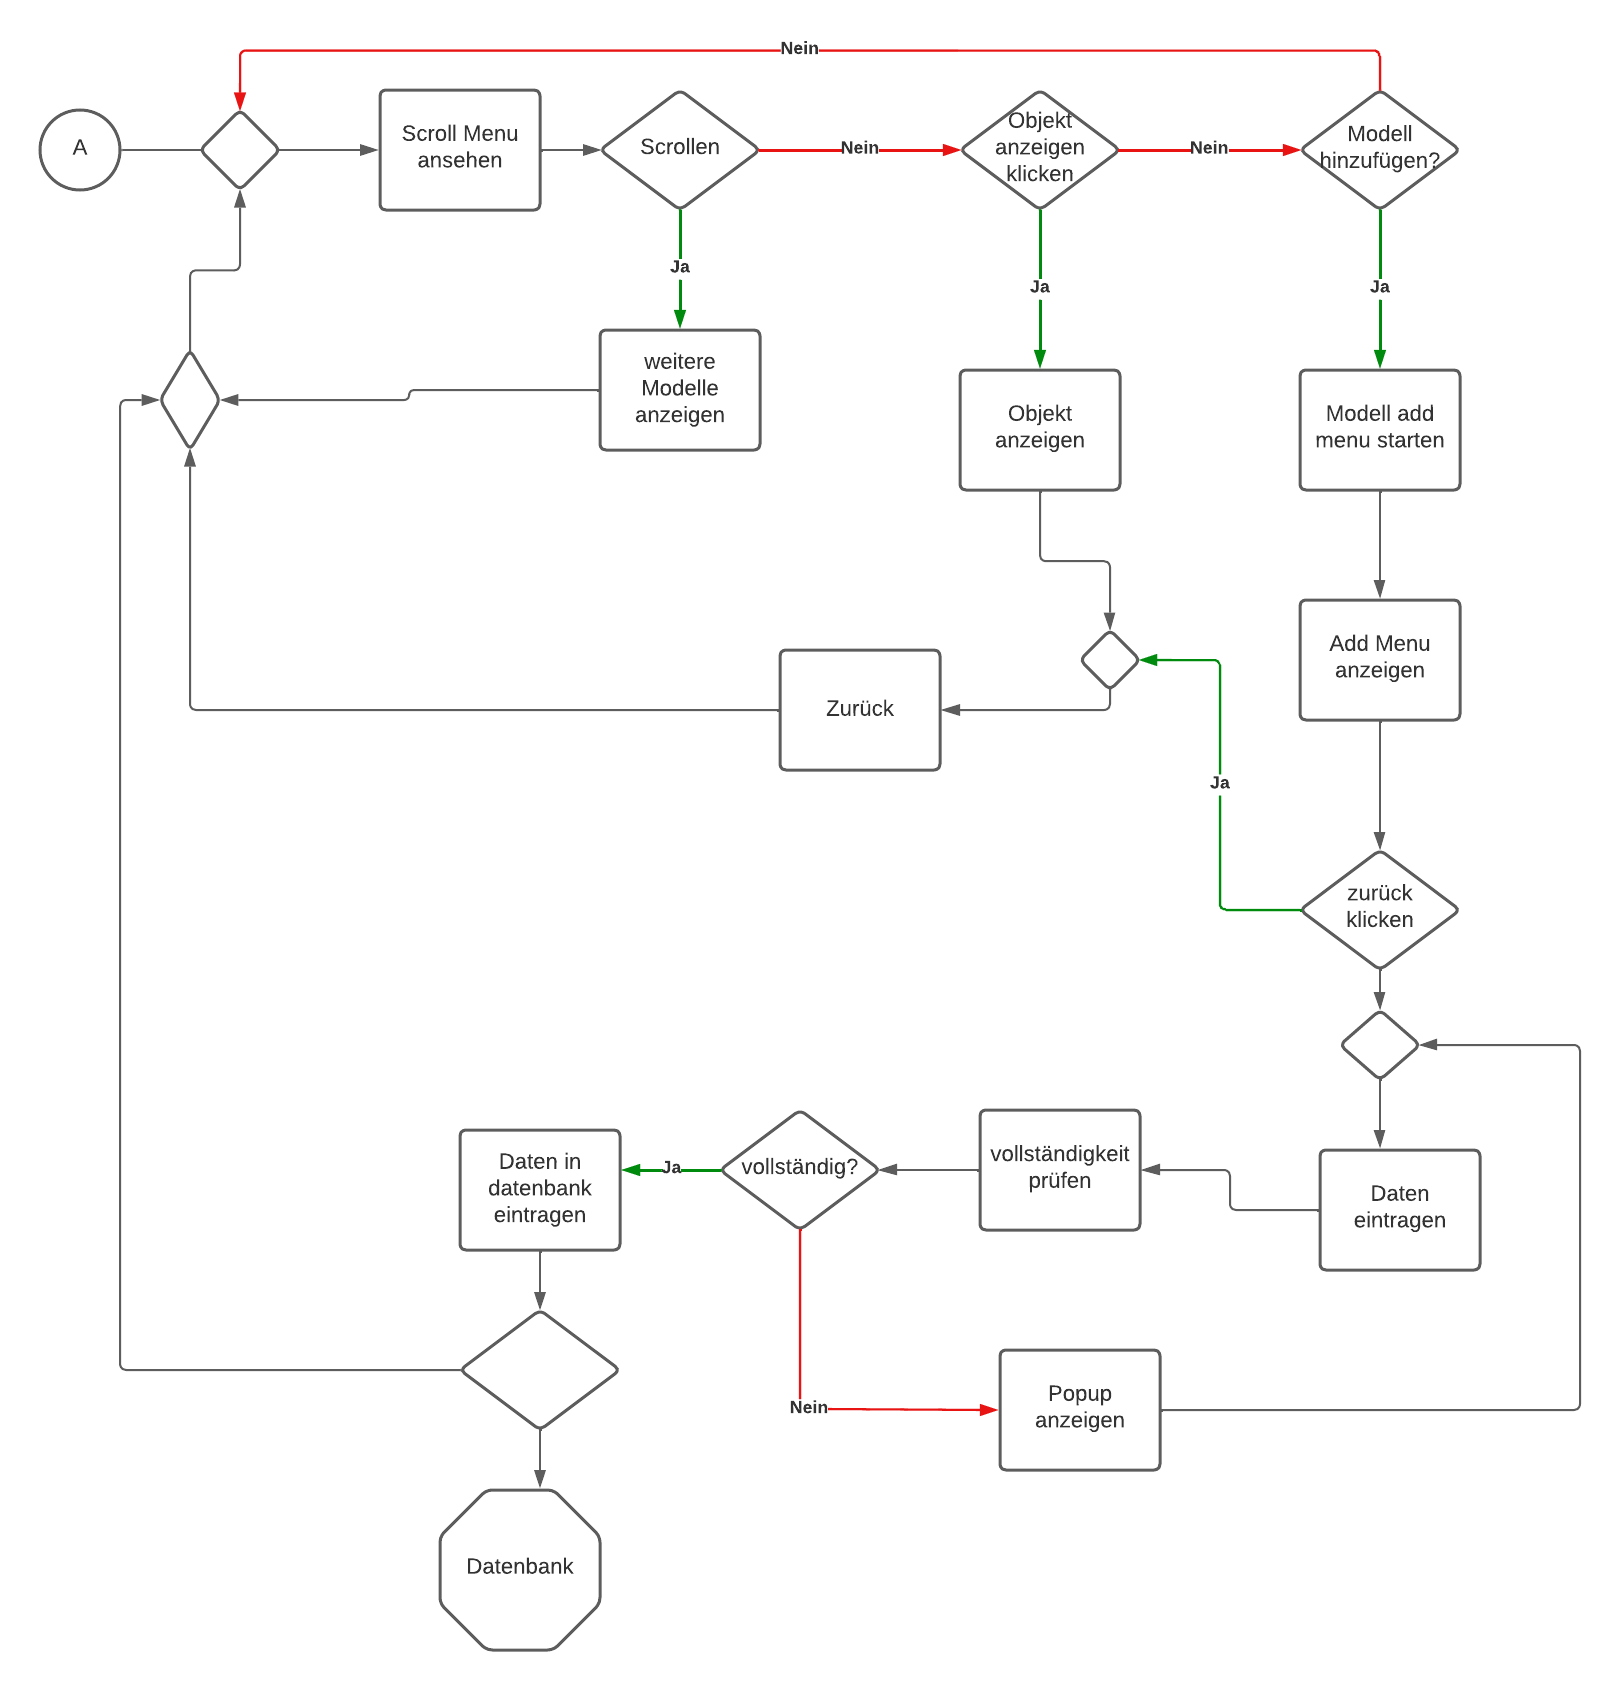 Nein
A
Scroll Menu
ansehen
Scrollen
Nein
Objekt
anzeigen
klicken
Nein
Modell
hinzufügen?
Ja
Ja
Ja
weitere
Modelle
anzeigen
Objekt
anzeigen
Modell add
menu starten
Zurück
Add Menu
anzeigen
Ja
zurück
klicken
Daten in
datenbank
eintragen
Ja
vollständig?
vollständigkeit
prüfen
Daten
eintragen
Nein
Popup
anzeigen
Datenbank